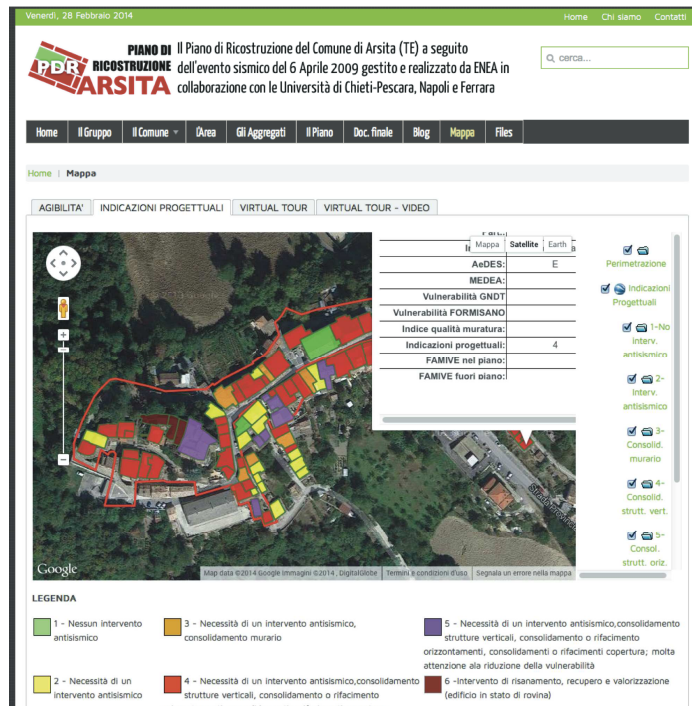 Venerdì, 28 Febbraio 2014
Home Chi siamo Contatti
PDR
PIANO DI
RICOSTRUZIONE
ARSITA
Il Piano di Ricostruzione del Comune di Arsita (TE) a seguito
dell'evento sismico del 6 Aprile 2009 gestito e realizzato da ENEA in
collaborazione con le Università di Chieti-Pescara, Napoli e Ferrara
cerca...
Home Il Gruppo Il Comune L'Area Gli Aggregati Il Piano Doc. finale Blog Mappa Files
Home | Mappa
AGIBILITA' INDICAZIONI PROGETTUALI VIRTUAL TOUR VIRTUAL TOUR - VIDEO
Mappa Satellite Earth
AeDES: E
MEDEA:
Vulnerabilità GNDT
Vulnerabilità FORMISANO
Indice qualità muratura:
Indicazioni progettuali: 4
FAMIVE nel piano:
FAMIVE fuori piano:
Perimetrazione
Indicazioni
Progettuali
1-No
interv.
antisismico
2-
Interv.
antisismico
3-
Consolid.
murario
4-
Consolid.
strutt. vert.
5-
Consol.
strutt. oriz.
Strada Provinciale
Google
Map data ©2014 Google Immagini ©2014 , DigitalGlobe Termini e condizioni d'uso Segnala un errore nella mappa
LEGENDA
1 - Nessun intervento
antisismico
3 - Necessità di un intervento antisismico,
consolidamento murario
5 - Necessità di un intervento antisismico,consolidamento
strutture verticali, consolidamento o rifacimento
orizzontamenti, consolidamenti o rifacimenti copertura; molta
attenzione ala riduzione della vulnerabilità
2 - Necessità di un
intervento antisismico
4 - Necessità di un intervento antisismico,consolidamento
strutture verticali, consolidamento o rifacimento
6 -Intervento di risanamento, recupero e valorizzazione
(edificio in stato di rovina)